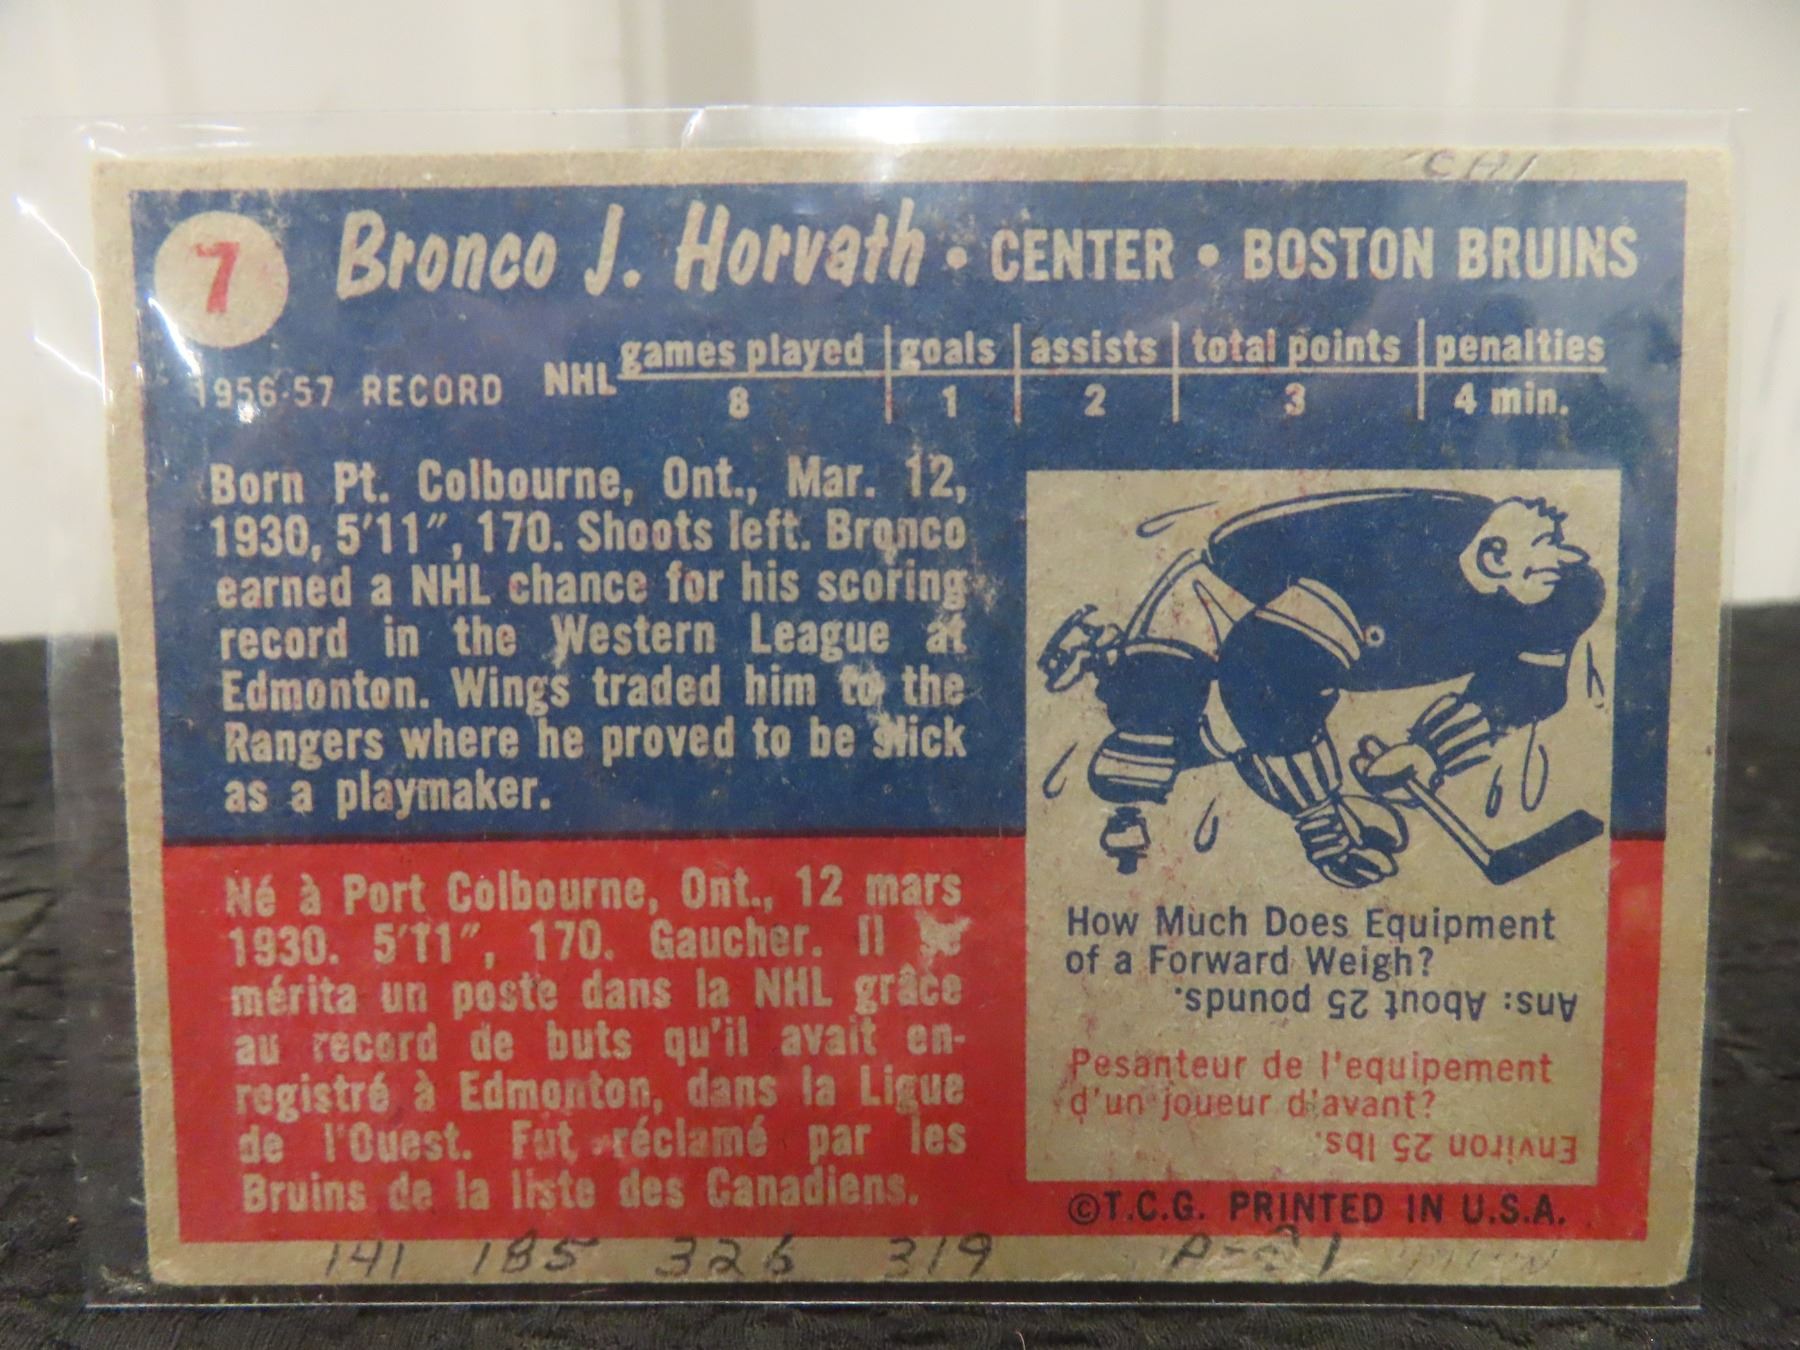 CHI
7 Bronco J. Horvath • CENTER • BOSTON BRUINS
games played | goals | assists | total points | penalties
1956-57 RECORD NHL 8 1 2 3 4 min.
Born Pt. Colbourne, Ont., Mar. 12,
1930, 5'11", 170. Shoots left. Bronco
earned a NHL chance for his scoring
record in the Western League at
Edmonton. Wings traded him to the
Rangers where he proved to be slick
as a playmaker.
Né à Port Colbourne, Ont., 12 mars
1930. 5'11", 170. Gaucher. Il se
mérita un poste dans la NHL grâce
au record de buts qu'il avait en-
registré à Edmonton, dans la Ligue
de l'Ouest. Fut réclamé par les
Bruins de la liste des Canadiens.
How Much Does Equipment
of a Forward Weigh?
Ans: About 25 pounds.
Pesanteur de l'equipement
d'un joueur d'avant?
Environ 25 lbs.
©T.C.G. PRINTED IN U.S.A.
141 185 326 319